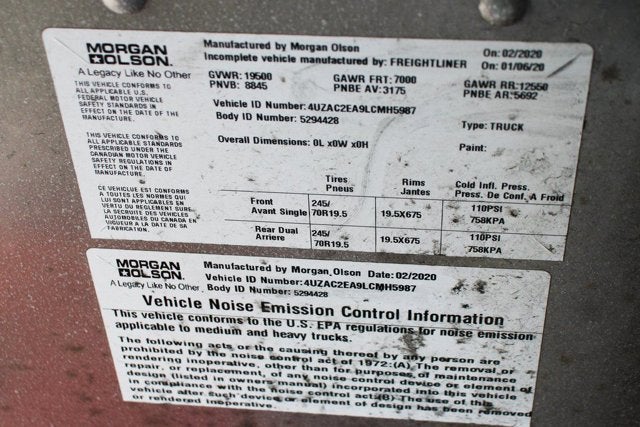 MORGAN OLSON
A Legacy Like No Other
Manufactured by Morgan Olson On: 02/2020
Incomplete vehicle manufacture by: FREIGHTLINER On: 01/06/20
GVWR: 19500 GAWR FRT: 7000 GAWR RR: 12550
PNVB: 8845 PNBE AV: 3175 PNBE AR: 5692
THIS VEHICLE CONFORMS TO
ALL APPLICABLE U.S.
FEDERAL MOTOR VEHICLE
SAFETY STANDARDS IN
EFFECT ON THE DATE OF THE
MANUFACTURE.
Vehicle ID Number: 4UZAC2EA9LCMH5987
Body ID Number: 5294428
Type: TRUCK
Overall Dimensions: 0L x0W x0H Paint:
THIS VEHICLE CONFORMS TO
ALL APPLICABLE STANDARDS
PRESCRIBED UNDER THE
CANADIAN MOTOR VEHICLE
SAFETY REGULATIONS IN
EFFECT ON THE DATE OF
MANUFACTURE.
CE VEHICLUE EST CONFORMS
A TOUTES LES NORMES QUI
LUI SONT APPLICABLES EN
VERTU DU REGLEMENT SUR
LA SECRUITE DES VEHICLES
AUTOMOBILES DU CANADA EN
VIGUEUR A LA DATE DE SA
FABRICATION.
Tires Rims Cold Infl. Press.
Pneus Jantes Press. De Conf. A Froid
Front 245/ 110PSI
Avant Single 70R19.5 19.5X675 758KPA
Rear Dual 245/ 110PSI
Arriere 70R19.5 19.5X675 758KPA
MORGAN OLSON
A Legacy Like No Other
Manufactured by Morgan Olson Date: 02/2020
Vehicle ID Number: 4UZAC2EA9LCMH5987
Body ID Number: 5294428
Vehicle Noise Emission Control Information
This vehicle conforms to the U.S. EPA regulations for noise emission
applicable to medium and heavy trucks.
The following acts or the causing thereof by any person are
prohibited by the noise control act of 1972:(A) The removal or
rendering inoperative, other than for purposes of maintenance
repair, or replacement, of any noise control device or element of
design (listed in owners manual) incorporated into this vehicle
in compliance with the noise control act.(B) The use of this
vehicle after such device or element of design has been removed
or rendered inoperative.